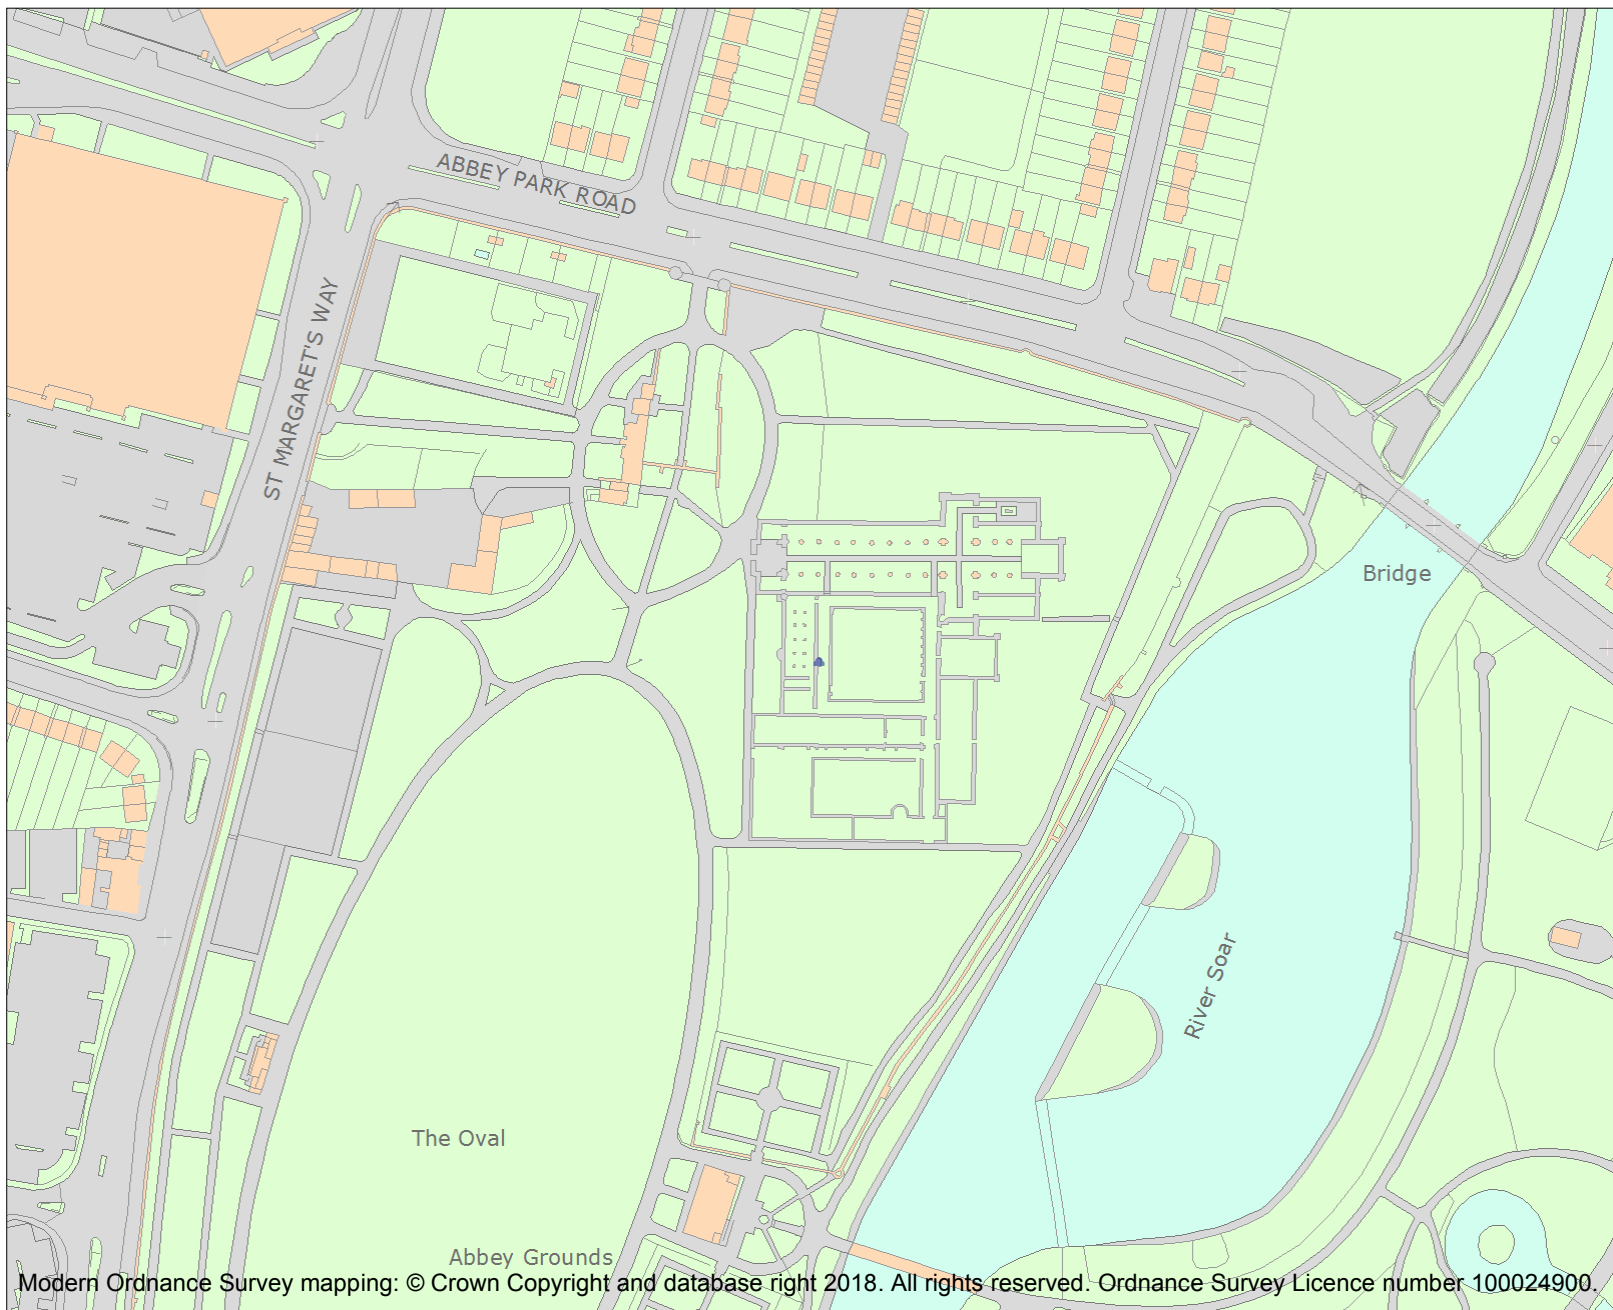 ABBEY PARK ROAD
ST MARGARET'S WAY
Bridge
River Soar
The Oval
Abbey Grounds
Modern Ordnance Survey mapping: © Crown Copyright and database right 2018. All rights reserved. Ordnance Survey Licence number 100024900.